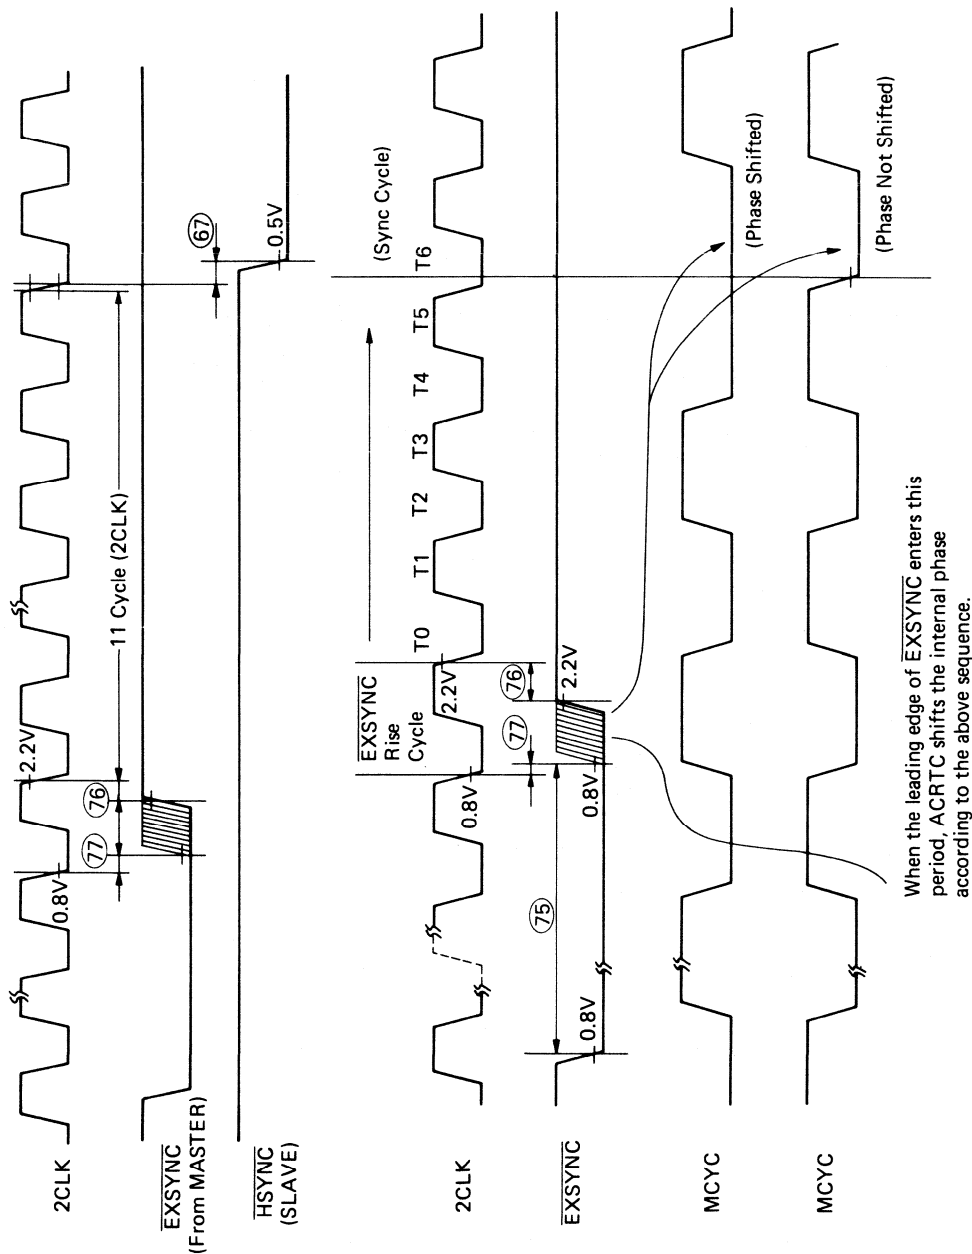 2CLK
0.8V
2.2V
77
76
11 Cycle (2CLK)
EXSYNC
(From MASTER)
67
HSYNC
(SLAVE)
0.5V
EXSYNC
Rise
Cycle
(Sync Cycle)
T0
T1
T2
T3
T4
T5
T6
2CLK
0.8V
2.2V
77
76
75
EXSYNC
0.8V
0.8V
2.2V
MCYC
(Phase Shifted)
MCYC
(Phase Not Shifted)
When the leading edge of EXSYNC enters this
period, ACRTC shifts the internal phase
according to the above sequence.